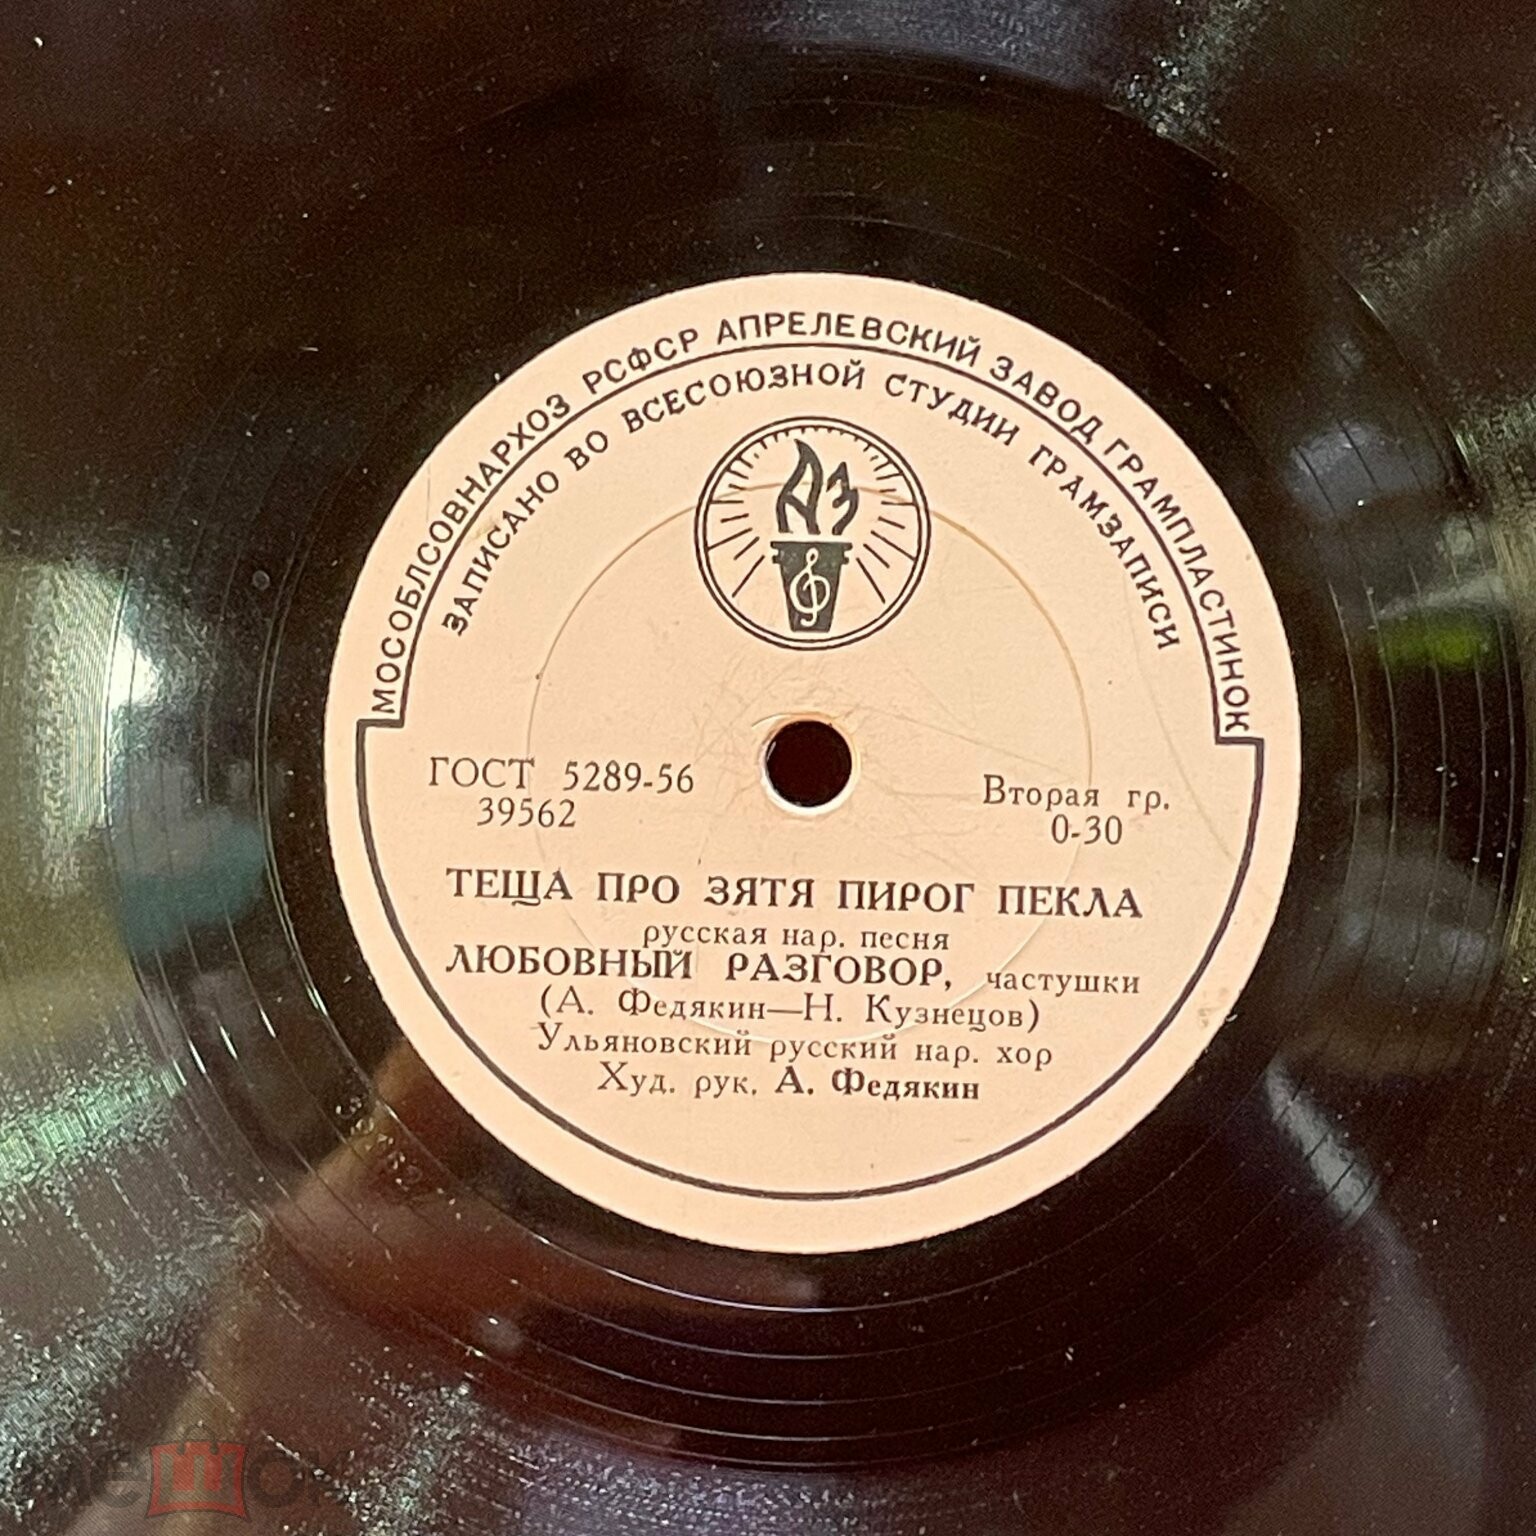 МОСОБЛСОВНАРХОЗ РСФСР АПРЕЛЕВСКИЙ ЗАВОД ГРАМПЛАСТИНОК
ЗАПИСАНО ВО ВСЕСОЮЗНОЙ СТУДИИ ГРАМЗАПИСИ
АЗ
ГОСТ 5289-56
39562
Вторая гр.
0-30
ТЕЩА ПРО ЗЯТЯ ПИРОГ ПЕКЛА
русская нар. песня
ЛЮБОВНЫЙ РАЗГОВОР, частушки
(А. Федякин—Н. Кузнецов)
Ульяновский русский нар. хор
Худ. рук. А. Федякин
мешок